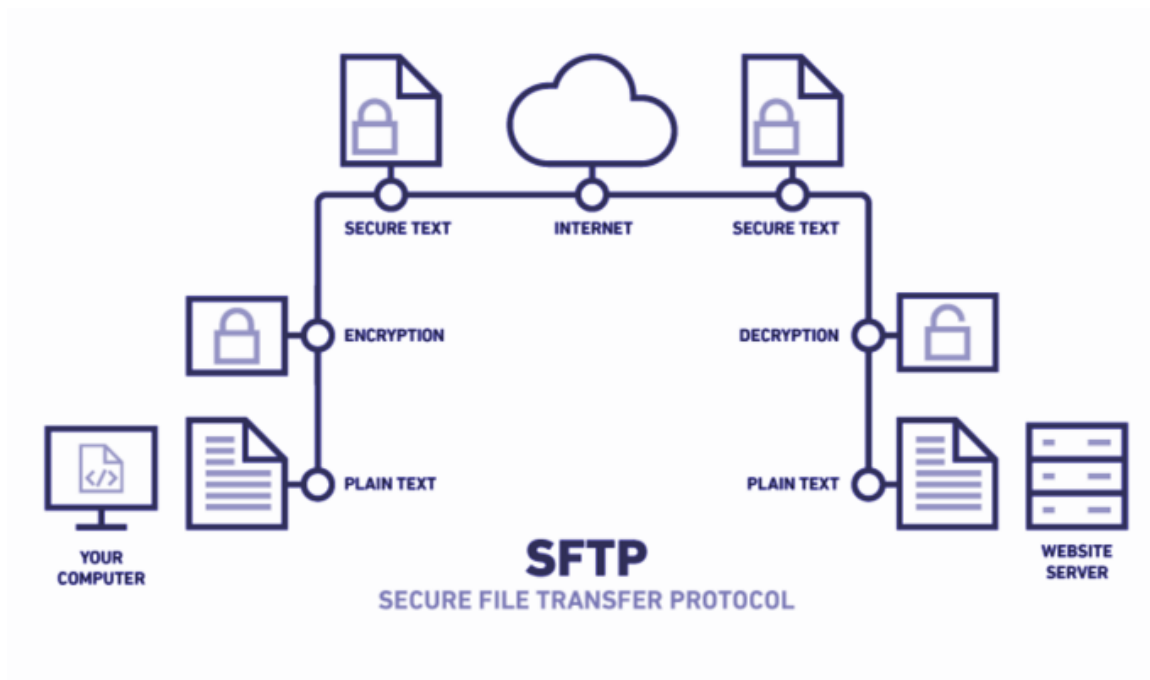 SECURE TEXT
INTERNET
SECURE TEXT
ENCRYPTION
DECRYPTION
</>
PLAIN TEXT
PLAIN TEXT
YOUR
COMPUTER
SFTP
SECURE FILE TRANSFER PROTOCOL
WEBSITE
SERVER